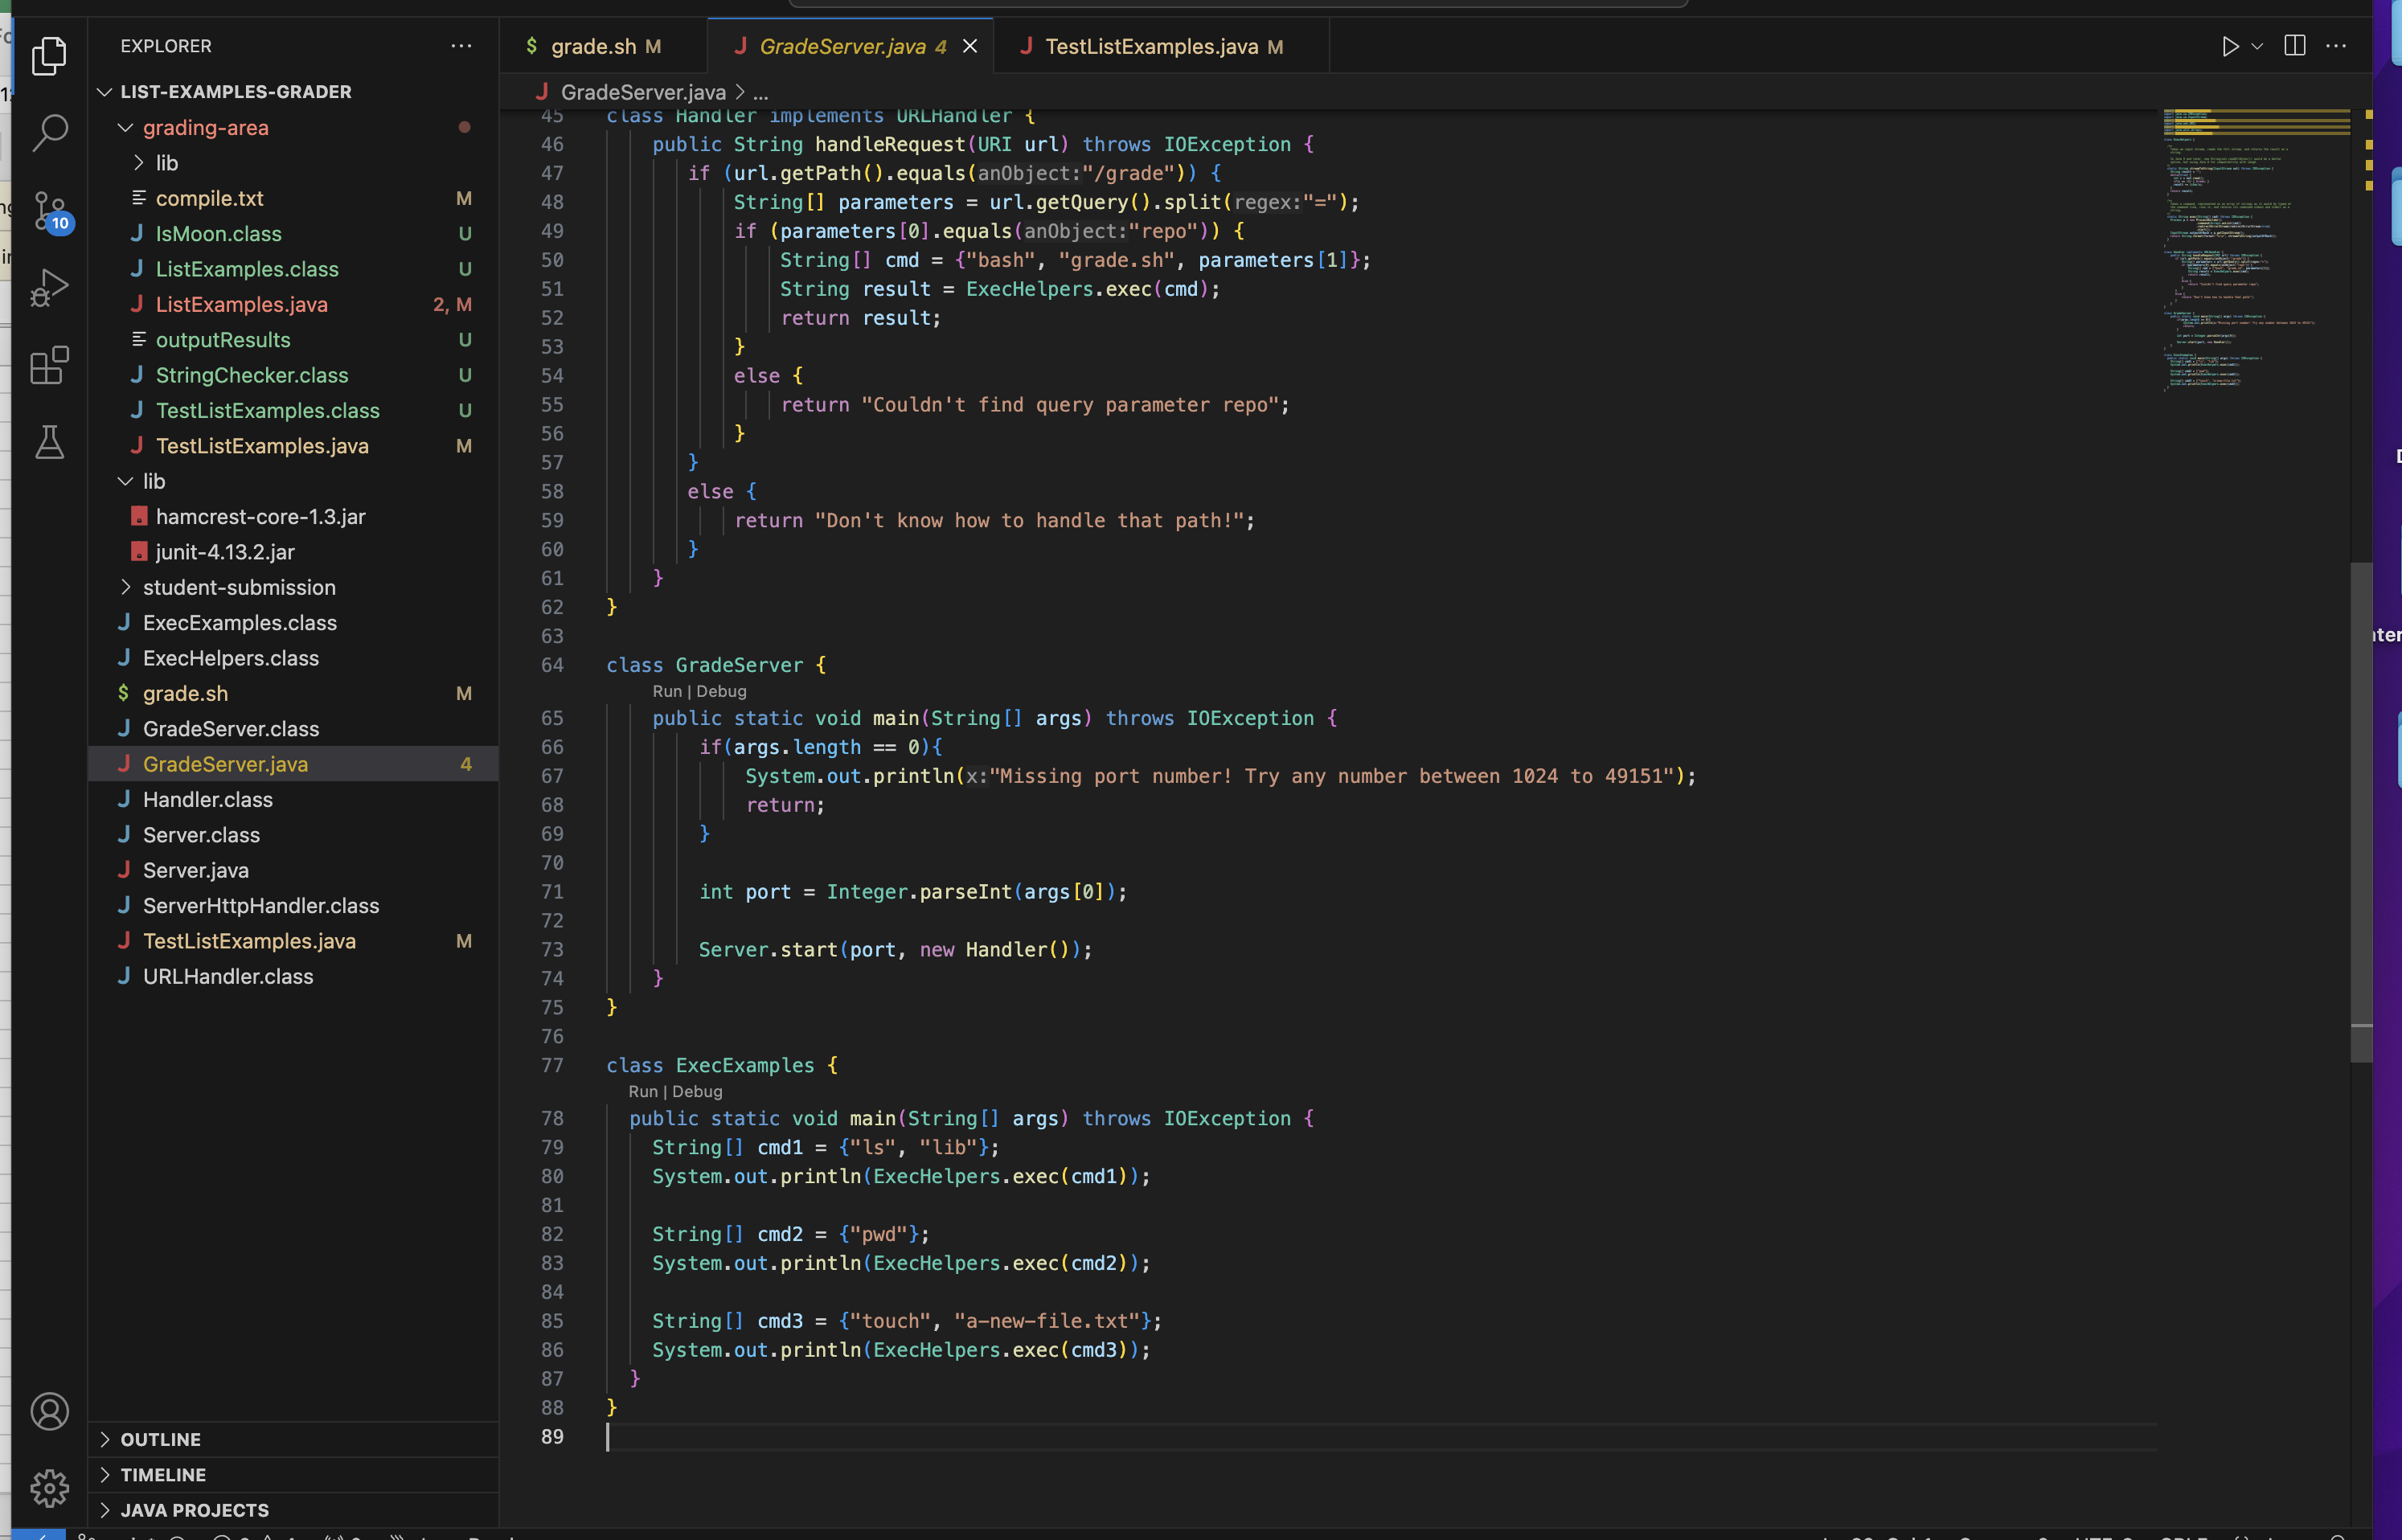 EXPLORER
LIST-EXAMPLES-GRADER
grading-area
lib
compile.txt M
IsMoon.class U
ListExamples.class U
ListExamples.java 2, M
outputResults U
StringChecker.class U
TestListExamples.class U
TestListExamples.java M
lib
hamcrest-core-1.3.jar
junit-4.13.2.jar
student-submission
ExecExamples.class
ExecHelpers.class
grade.sh M
GradeServer.class
GradeServer.java 4
Handler.class
Server.class
Server.java
ServerHttpHandler.class
TestListExamples.java M
URLHandler.class
OUTLINE
TIMELINE
JAVA PROJECTS
10
$ grade.sh M
J GradeServer.java 4
J TestListExamples.java M
J GradeServer.java > ...
45 class Handler implements URLHandler {
46 public String handleRequest(URI url) throws IOException {
47 if (url.getPath().equals(anObject:"/grade")) {
48 String[] parameters = url.getQuery().split(regex:"=");
49 if (parameters[0].equals(anObject:"repo")) {
50 String[] cmd = {"bash", "grade.sh", parameters[1]};
51 String result = ExecHelpers.exec(cmd);
52 return result;
53 }
54 else {
55 return "Couldn't find query parameter repo";
56 }
57 }
58 else {
59 return "Don't know how to handle that path!";
60 }
61 }
62 }
63
64 class GradeServer {
Run | Debug
65 public static void main(String[] args) throws IOException {
66 if(args.length == 0){
67 System.out.println(x:"Missing port number! Try any number between 1024 to 49151");
68 return;
69 }
70
71 int port = Integer.parseInt(args[0]);
72
73 Server.start(port, new Handler());
74 }
75 }
76
77 class ExecExamples {
Run | Debug
78 public static void main(String[] args) throws IOException {
79 String[] cmd1 = {"ls", "lib"};
80 System.out.println(ExecHelpers.exec(cmd1));
81
82 String[] cmd2 = {"pwd"};
83 System.out.println(ExecHelpers.exec(cmd2));
84
85 String[] cmd3 = {"touch", "a-new-file.txt"};
86 System.out.println(ExecHelpers.exec(cmd3));
87 }
88 }
89